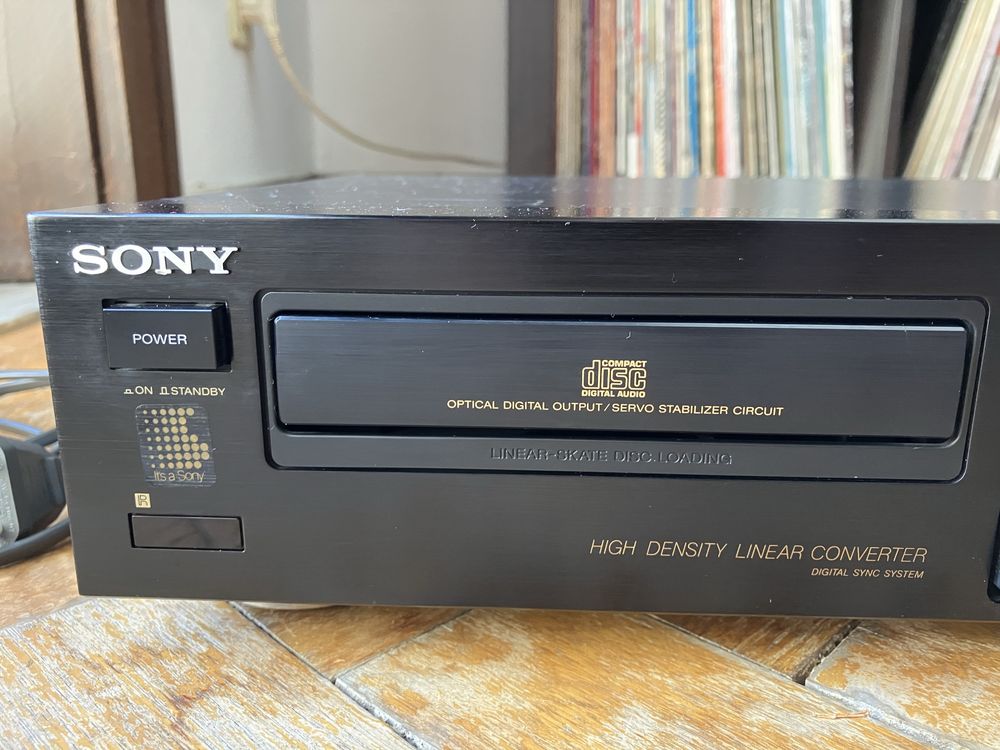 SONY
POWER
ON STANDBY
It's a Sony
R
COMPACT
disc
DIGITAL AUDIO
OPTICAL DIGITAL OUTPUT/SERVO STABILIZER CIRCUIT
LINEAR-SKATE DISC LOADING
HIGH DENSITY LINEAR CONVERTER
DIGITAL SYNC SYSTEM